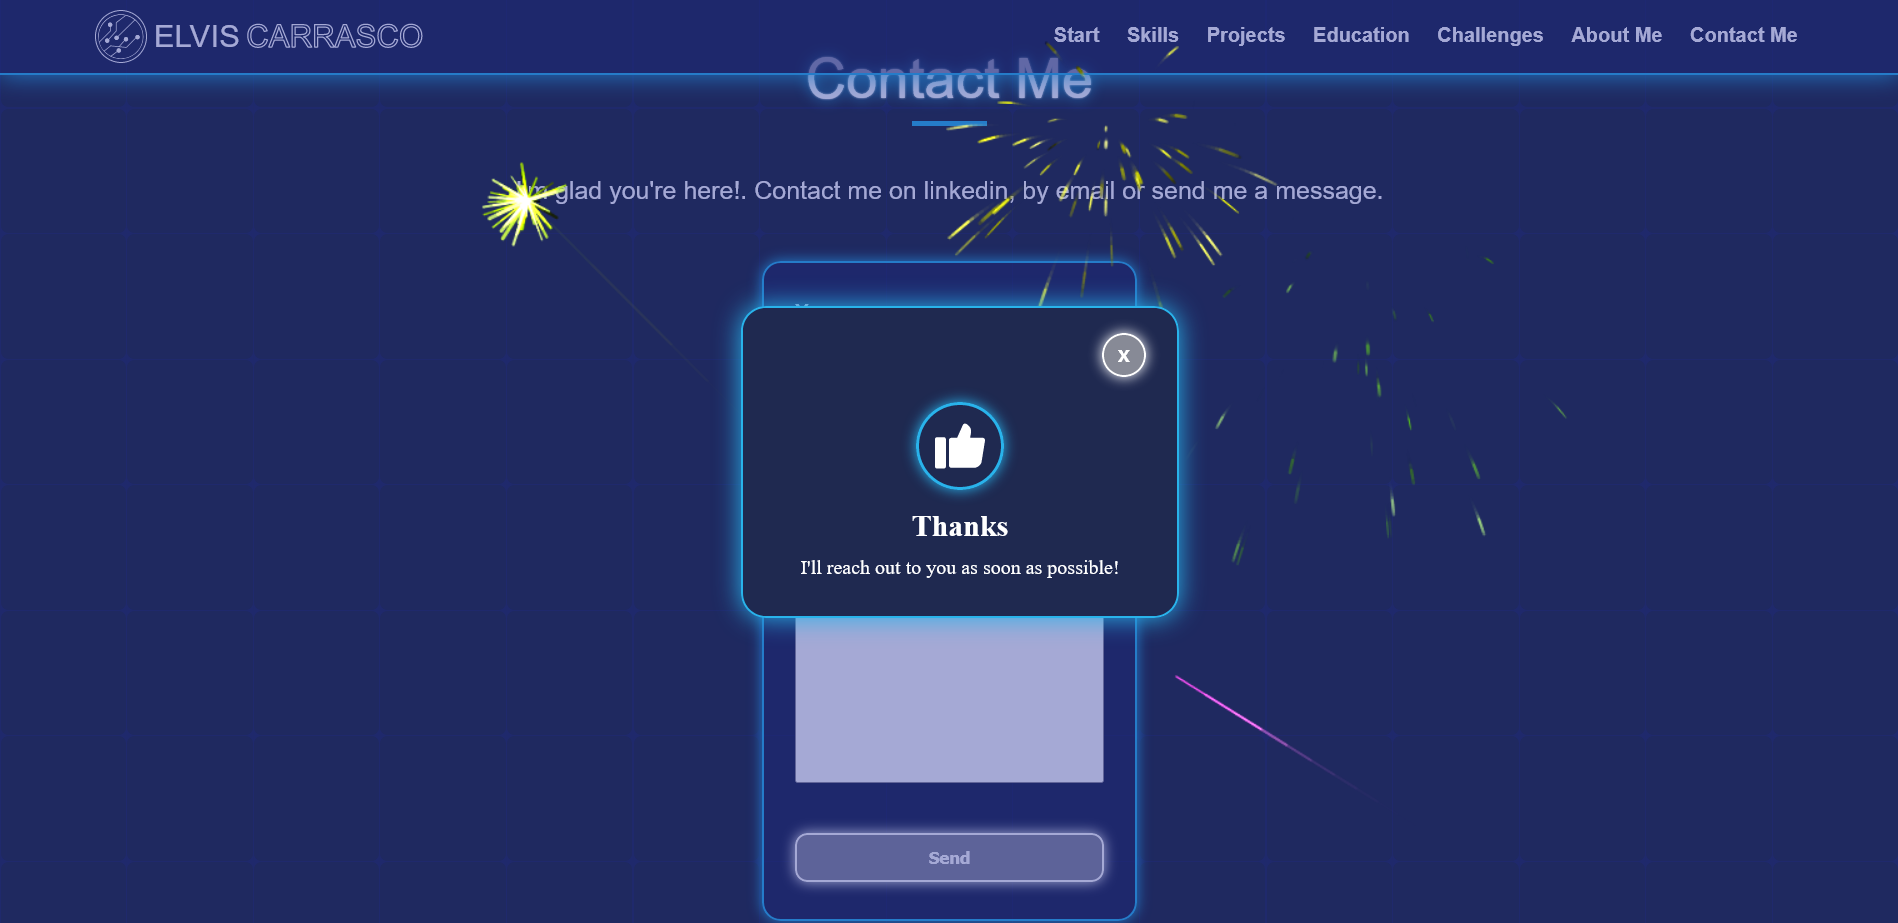 ELVIS CARRASCO
Start Skills Projects Education Challenges About Me Contact Me
Contact Me
I'm glad you're here!. Contact me on linkedin, by email or send me a message.
x
Thanks
I'll reach out to you as soon as possible!
Send